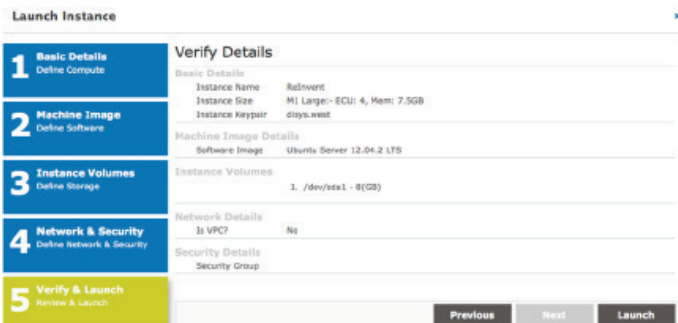 Launch Instance
1 Basic Details
Define Compute
2 Machine Image
Define Software
3 Instance Volumes
Define Storage
4 Network & Security
Define Network & Security
5 Verify & Launch
Review & Launch
Verify Details
Basic Details
Instance Name ReInvent
Instance Size M1 Large:- ECU: 4, Mem: 7.5GB
Instance Keypair
Machine Image Details
Software Image Ubuntu Server 12.04.2 LTS
Instance Volumes
1. /dev/sda1 - 8(GB)
Network Details
Is VPC? No
Security Details
Security Group
Previous Next Launch